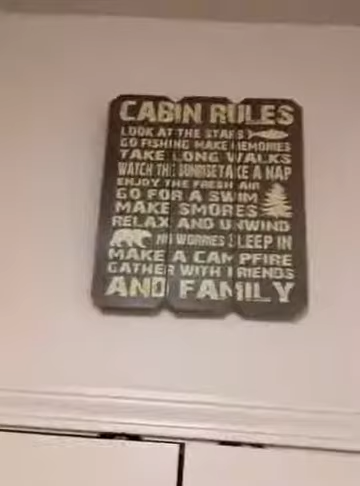 CABIN RULES
LOOK AT THE STARS
GO FISHING MAKE MEMORIES
TAKE LONG WALKS
WATCH THE SUNRISE TAKE A NAP
ENJOY THE FRESH AIR
GO FOR A SWIM
MAKE SMORES
RELAX AND UNWIND
NO WORRIES SLEEP IN
MAKE A CAMPFIRE
GATHER WITH FRIENDS
AND FAMILY